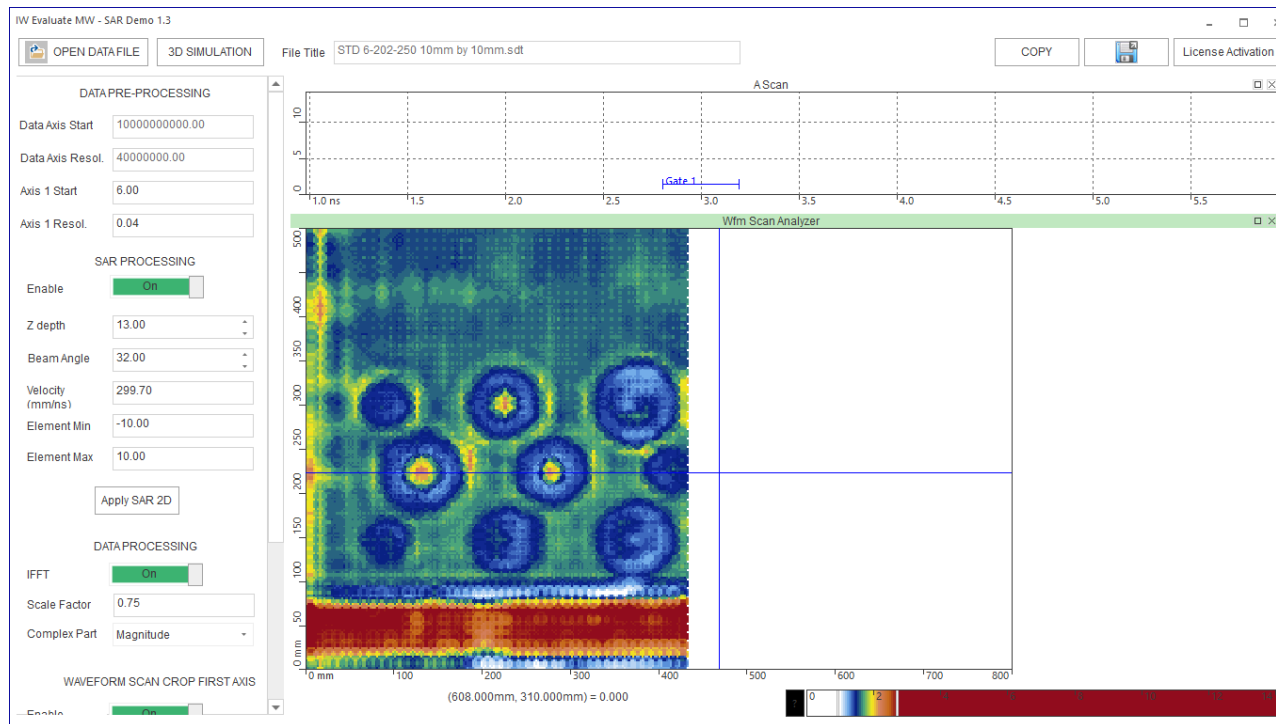 IW Evaluate MW - SAR Demo 1.3
OPEN DATA FILE
3D SIMULATION
File Title
STD 6-202-250 10mm by 10mm.sdt
COPY
License Activation
DATA PRE-PROCESSING
Data Axis Start
10000000000.00
Data Axis Resol.
40000000.00
Axis 1 Start
6.00
Axis 1 Resol.
0.04
SAR PROCESSING
Enable
On
Z depth
13.00
Beam Angle
32.00
Velocity
(mm/ns)
299.70
Element Min
-10.00
Element Max
10.00
Apply SAR 2D
DATA PROCESSING
IFFT
On
Scale Factor
0.75
Complex Part
Magnitude
WAVEFORM SCAN CROP FIRST AXIS
Enable
On
A Scan
10
5
0
Gate 1
1.0 ns
1.5
2.0
2.5
3.0
3.5
4.0
4.5
5.0
5.5
Wfm Scan Analyzer
500
400
350
300
250
200
150
100
50
0 mm
0 mm
100
200
300
400
500
600
700
800
(608.000mm, 310.000mm) = 0.000
?
0
2